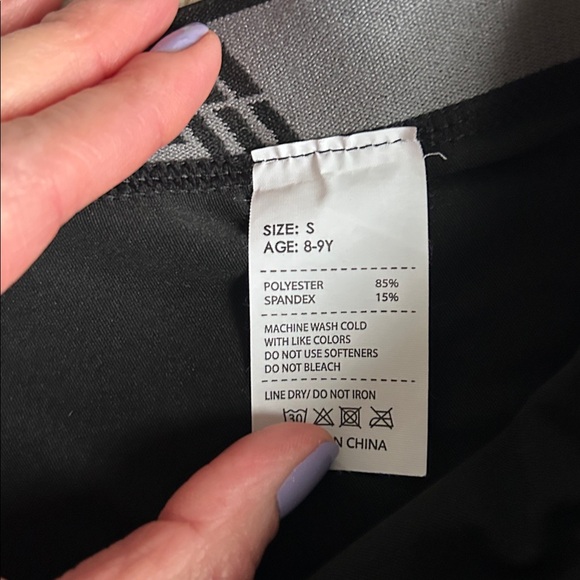 SIZE: S
AGE: 8-9Y
POLYESTER 85%
SPANDEX 15%
MACHINE WASH COLD
WITH LIKE COLORS
DO NOT USE SOFTENERS
DO NOT BLEACH
LINE DRY/ DO NOT IRON
30
CHINA